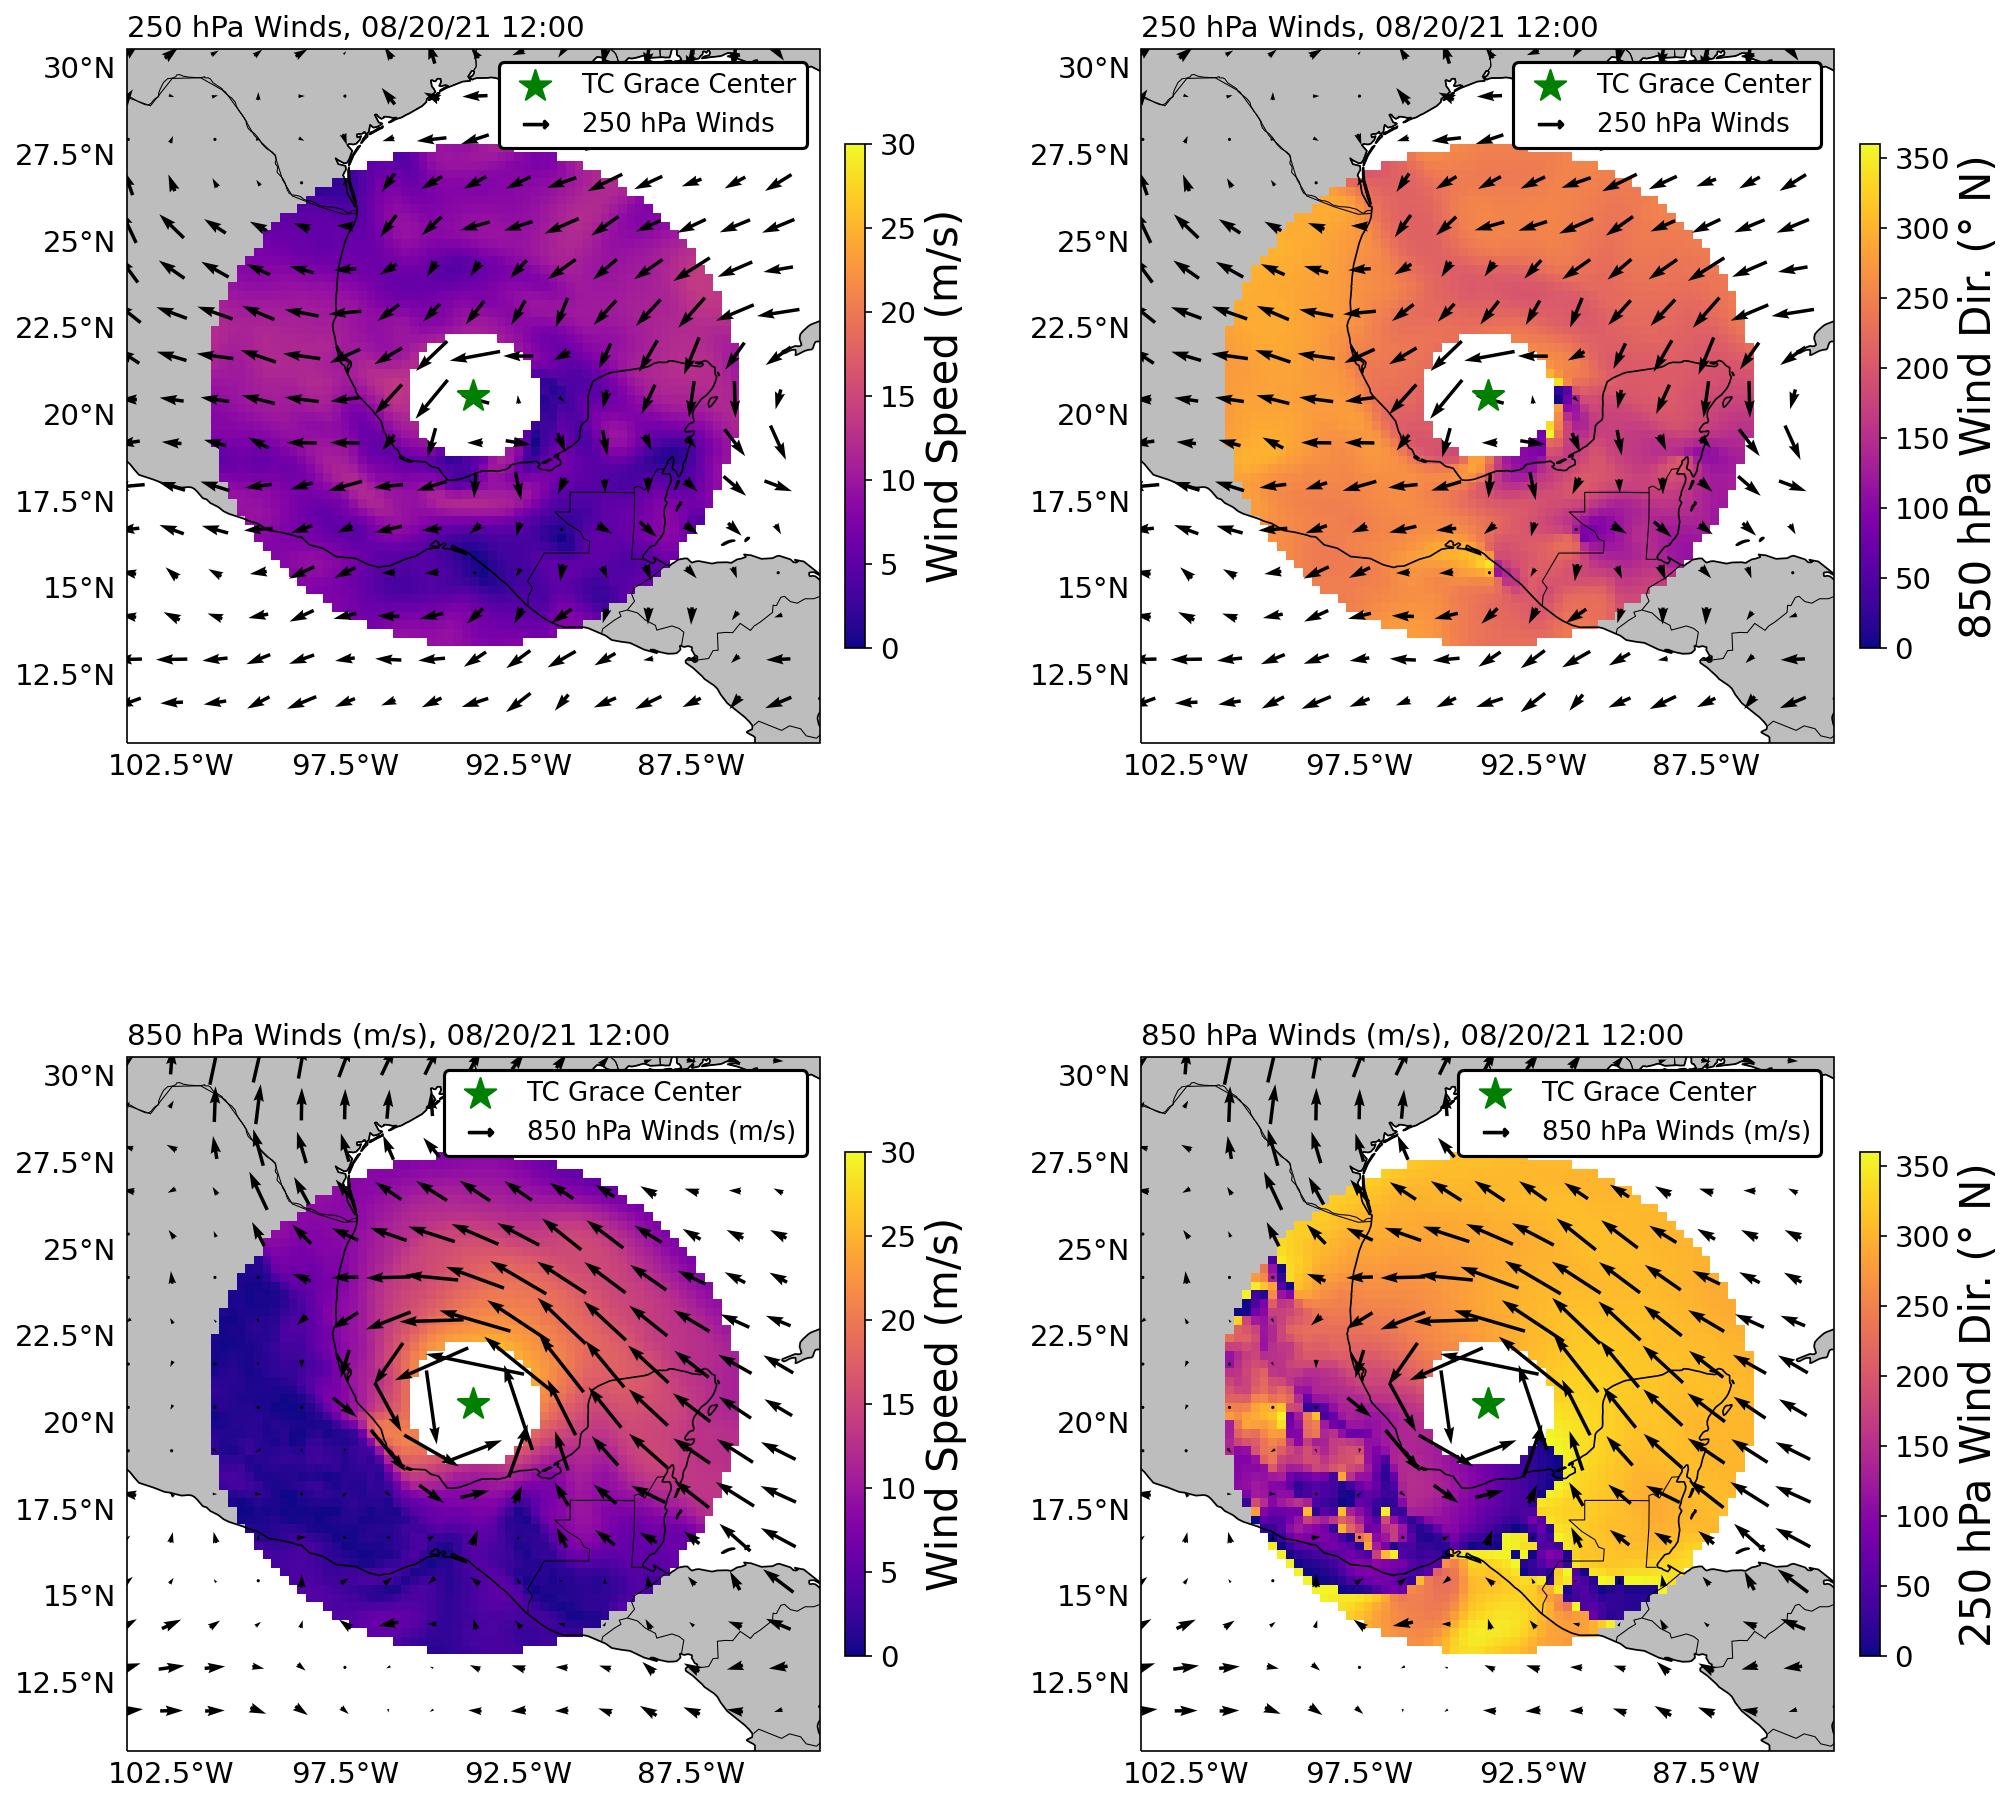 250 hPa Winds, 08/20/21 12:00
TC Grace Center
250 hPa Winds
30°N
27.5°N
25°N
22.5°N
20°N
17.5°N
15°N
12.5°N
102.5°W 97.5°W 92.5°W 87.5°W
30
25
20
15
10
5
0
Wind Speed (m/s)
250 hPa Winds, 08/20/21 12:00
TC Grace Center
250 hPa Winds
30°N
27.5°N
25°N
22.5°N
20°N
17.5°N
15°N
12.5°N
102.5°W 97.5°W 92.5°W 87.5°W
350
300
250
200
150
100
50
0
850 hPa Wind Dir. (° N)
850 hPa Winds (m/s), 08/20/21 12:00
TC Grace Center
850 hPa Winds (m/s)
30°N
27.5°N
25°N
22.5°N
20°N
17.5°N
15°N
12.5°N
102.5°W 97.5°W 92.5°W 87.5°W
30
25
20
15
10
5
0
Wind Speed (m/s)
850 hPa Winds (m/s), 08/20/21 12:00
TC Grace Center
850 hPa Winds (m/s)
30°N
27.5°N
25°N
22.5°N
20°N
17.5°N
15°N
12.5°N
102.5°W 97.5°W 92.5°W 87.5°W
350
300
250
200
150
100
50
0
250 hPa Wind Dir. (° N)